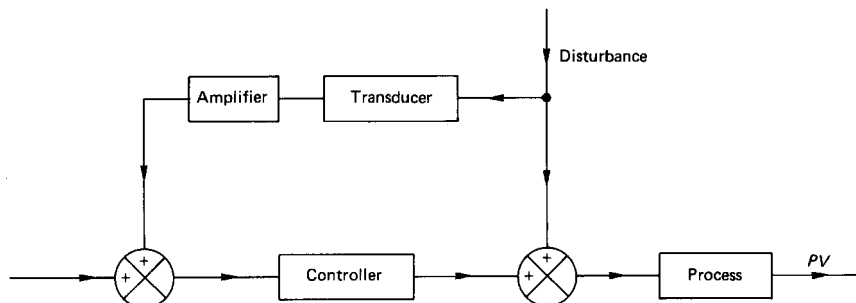 Disturbance
Amplifier
Transducer
+
+
Controller
+
+
Process
PV